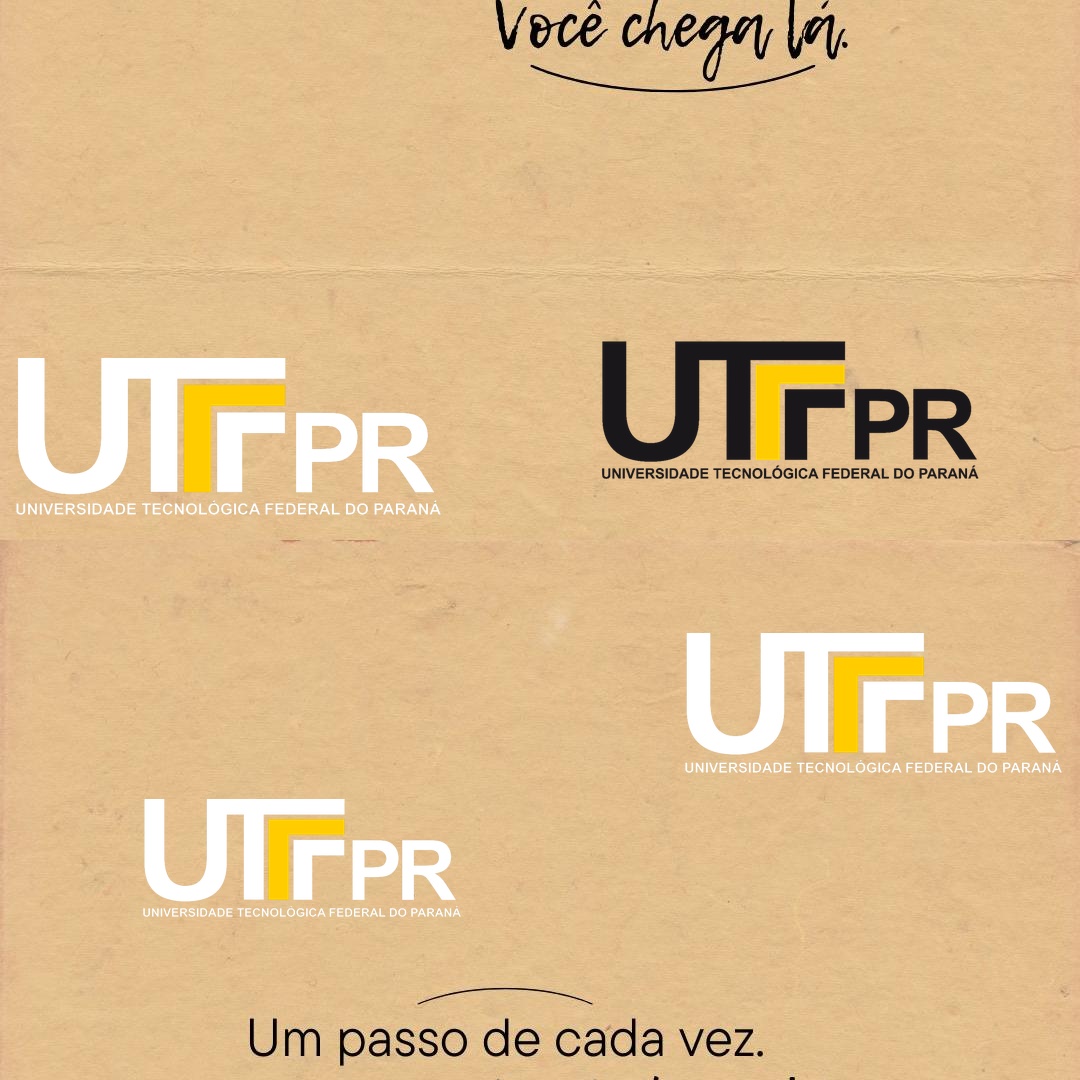 Você chega lá.
UTFPR
UNIVERSIDADE TECNOLÓGICA FEDERAL DO PARANÁ
UTFPR
UNIVERSIDADE TECNOLÓGICA FEDERAL DO PARANÁ
UTFPR
UNIVERSIDADE TECNOLÓGICA FEDERAL DO PARANÁ
UTFPR
UNIVERSIDADE TECNOLÓGICA FEDERAL DO PARANÁ
Um passo de cada vez.